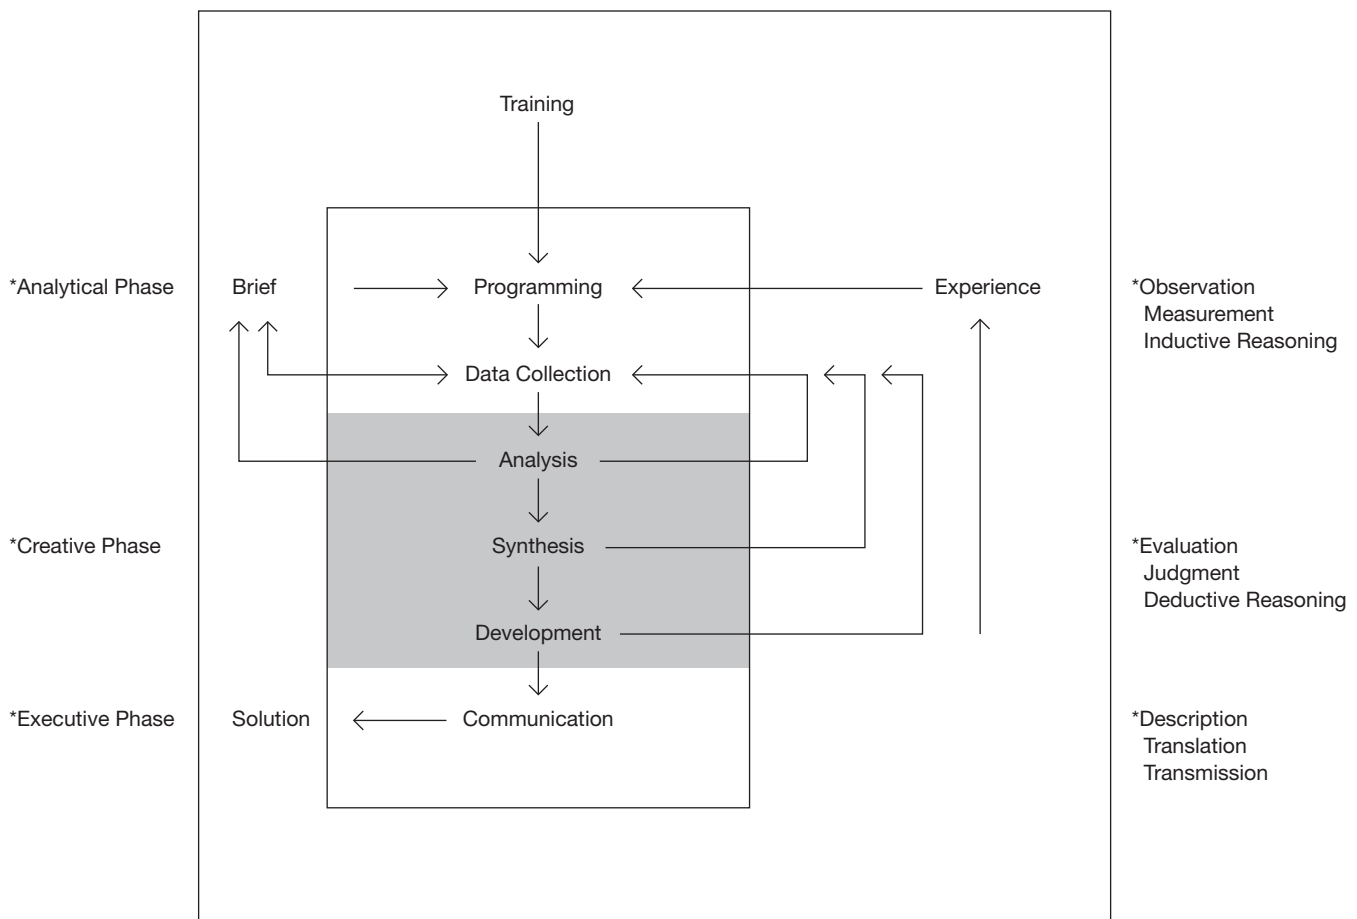 Training
*Analytical Phase Brief Programming Experience *Observation
Measurement
Inductive Reasoning
Data Collection
Analysis
*Creative Phase Synthesis *Evaluation
Judgment
Deductive Reasoning
Development
*Executive Phase Solution Communication *Description
Translation
Transmission